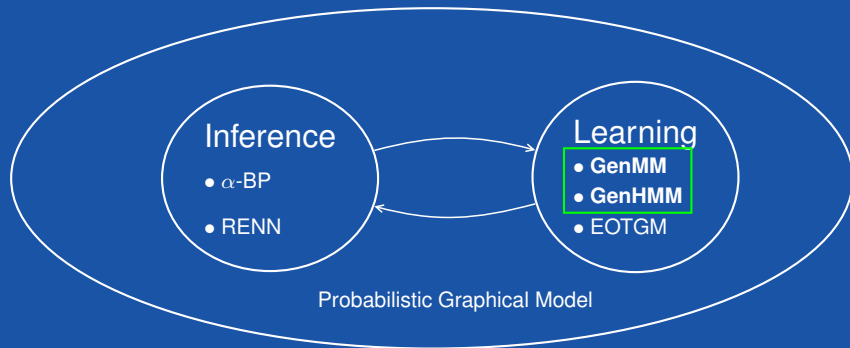 Inference
• α-BP
• RENN
Learning
• GenMM
• GenHMM
• EOTGM
Probabilistic Graphical Model